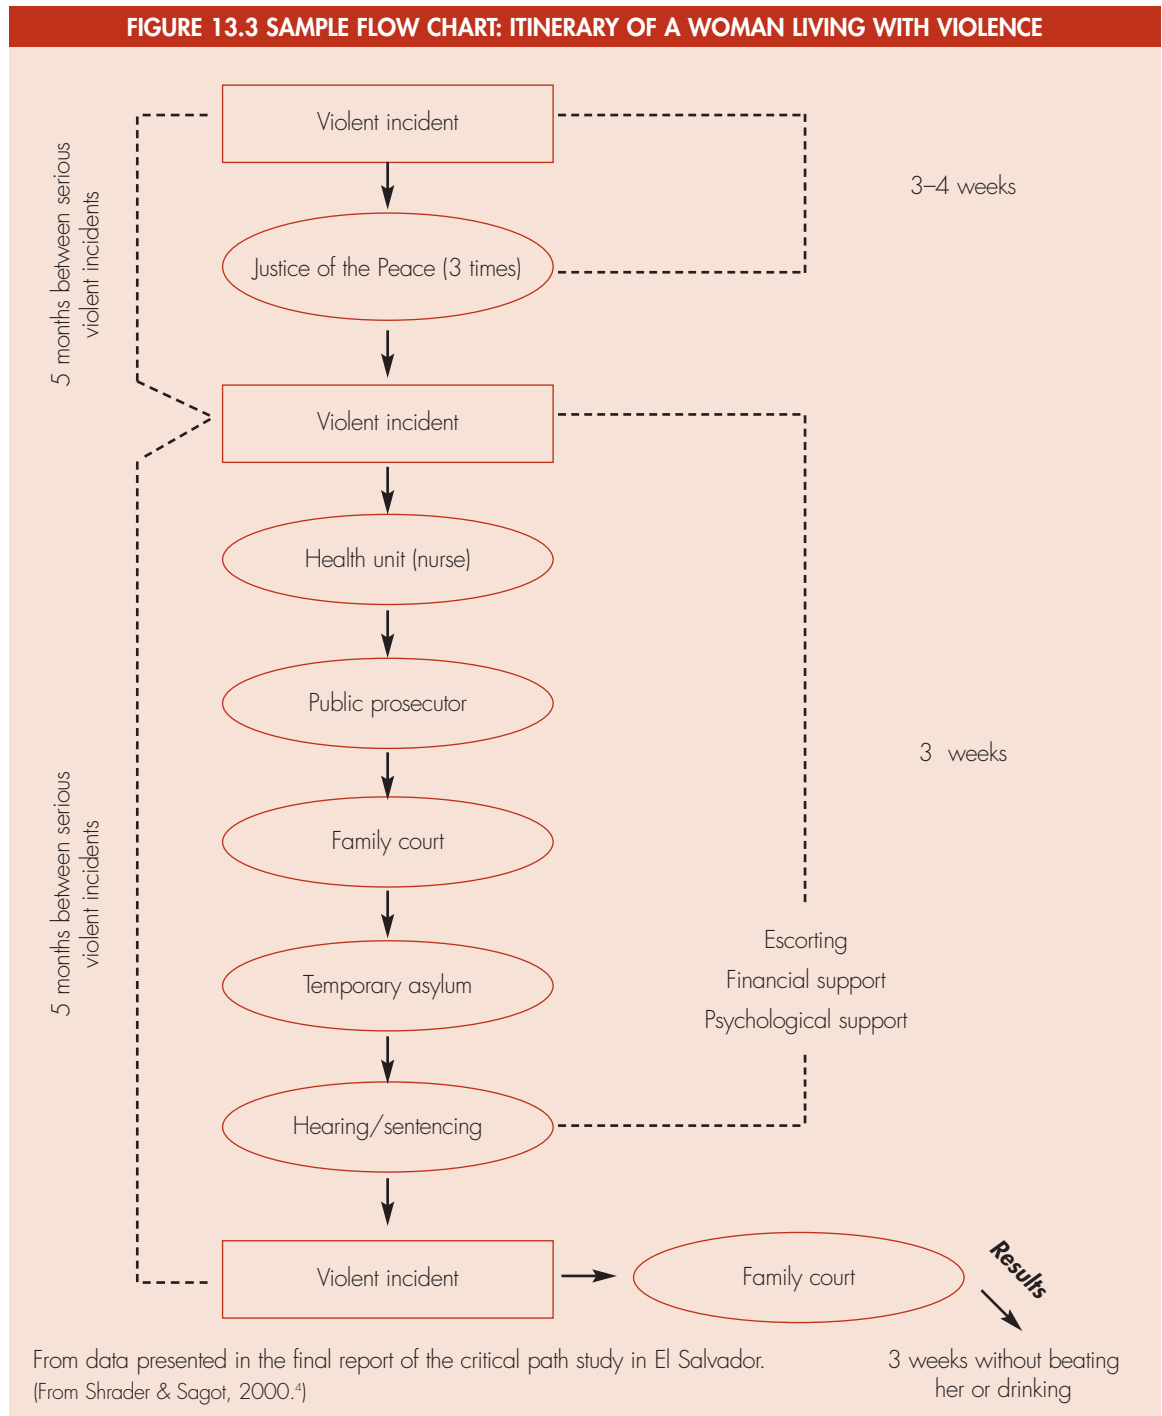 FIGURE 13.3 SAMPLE FLOW CHART: ITINERARY OF A WOMAN LIVING WITH VIOLENCE
Violent incident
3–4 weeks
5 months between serious
violent incidents
Justice of the Peace (3 times)
Violent incident
Health unit (nurse)
Public prosecutor
3 weeks
5 months between serious
violent incidents
Family court
Escorting
Financial support
Psychological support
Temporary asylum
Hearing/sentencing
Violent incident
Family court
Results
3 weeks without beating
her or drinking
From data presented in the final report of the critical path study in El Salvador.
(From Shrader & Sagot, 2000.⁴)